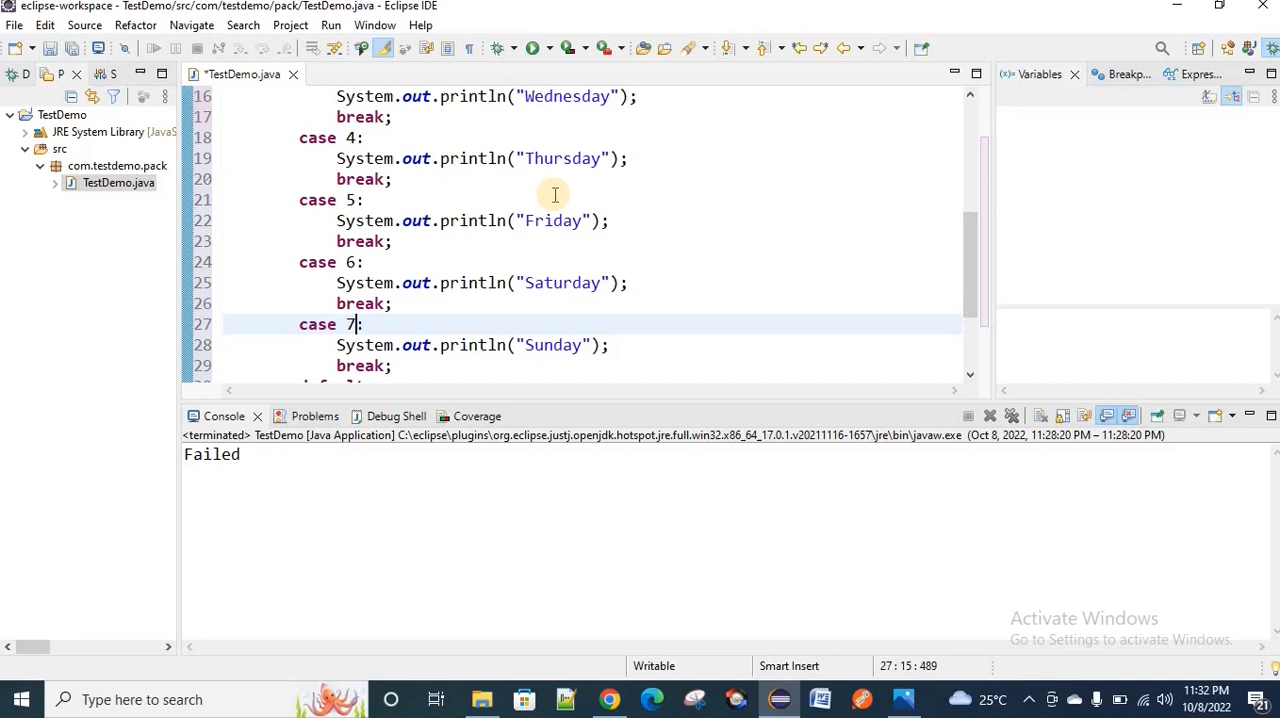 eclipse-workspace - TestDemo/src/com/testdemo/pack/TestDemo.java - Eclipse IDE
File Edit Source Refactor Navigate Search Project Run Window Help
D P S
*TestDemo.java
Variables Breakp... Expres...
TestDemo
JRE System Library [JavaS
src
com.testdemo.pack
TestDemo.java
16 System.out.println("Wednesday");
17 break;
18 case 4:
19 System.out.println("Thursday");
20 break;
21 case 5:
22 System.out.println("Friday");
23 break;
24 case 6:
25 System.out.println("Saturday");
26 break;
27 case 7:
28 System.out.println("Sunday");
29 break;
Console Problems Debug Shell Coverage
<terminated> TestDemo [Java Application] C:\eclipse\plugins\org.eclipse.justj.openjdk.hotspot.jre.full.win32.x86_64_17.0.1.v20211116-1657\jre\bin\javaw.exe (Oct 8, 2022, 11:28:20 PM – 11:28:20 PM)
Failed
Activate Windows
Go to Settings to activate Windows.
Writable Smart Insert 27 : 15 : 489
Type here to search
25°C
11:32 PM
10/8/2022
21